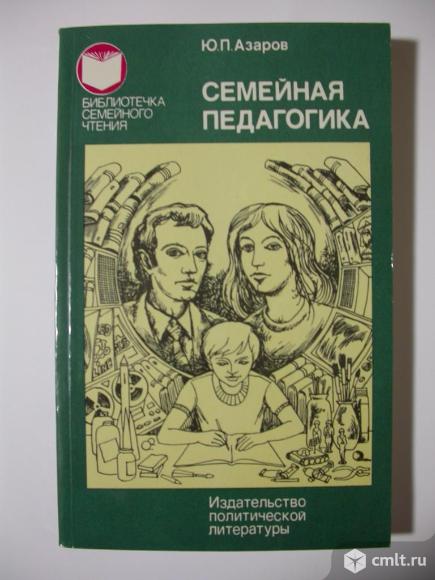 Ю.П.Азаров
СЕМЕЙНАЯ
ПЕДАГОГИКА
БИБЛИОТЕЧКА
СЕМЕЙНОГО
ЧТЕНИЯ
Издательство
политической
литературы
cmlt.ru